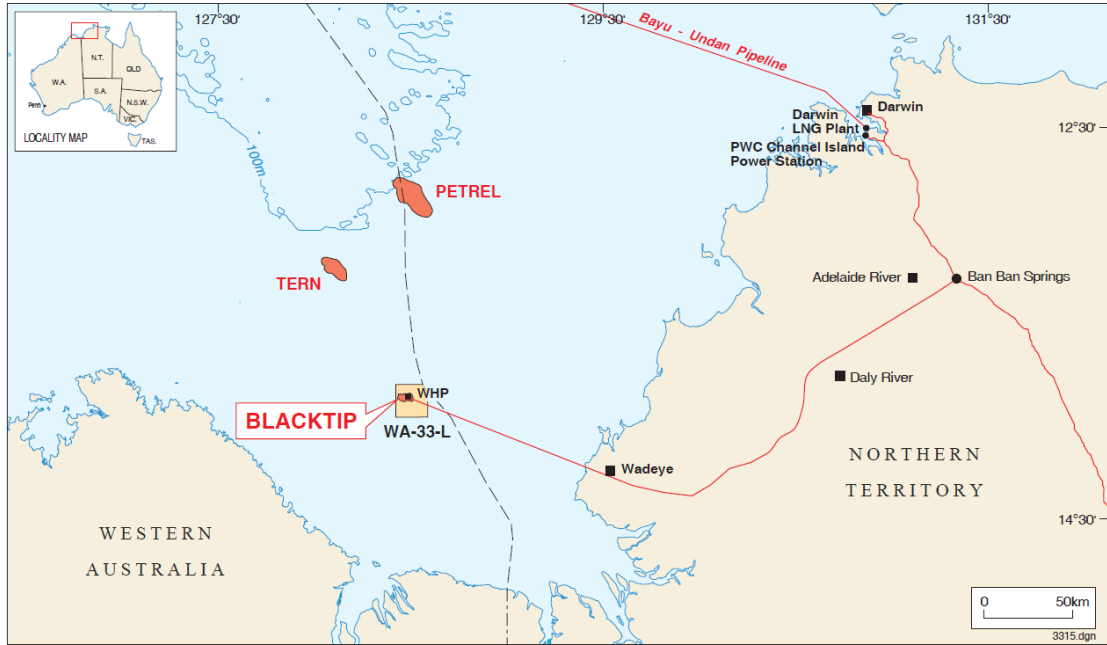 127°30'
129°30'
131°30'
W.A.
N.T.
QLD
S.A.
N.S.W.
VIC.
TAS.
Perth
LOCALITY MAP
100m
Bayu - Undan Pipeline
Darwin
Darwin
LNG Plant
PWC Channel Island
Power Station
12°30'
PETREL
TERN
Adelaide River
Ban Ban Springs
Daly River
WHP
BLACKTIP
WA-33-L
Wadeye
NORTHERN
TERRITORY
14°30'
WESTERN
AUSTRALIA
0 50km
3315.dgn